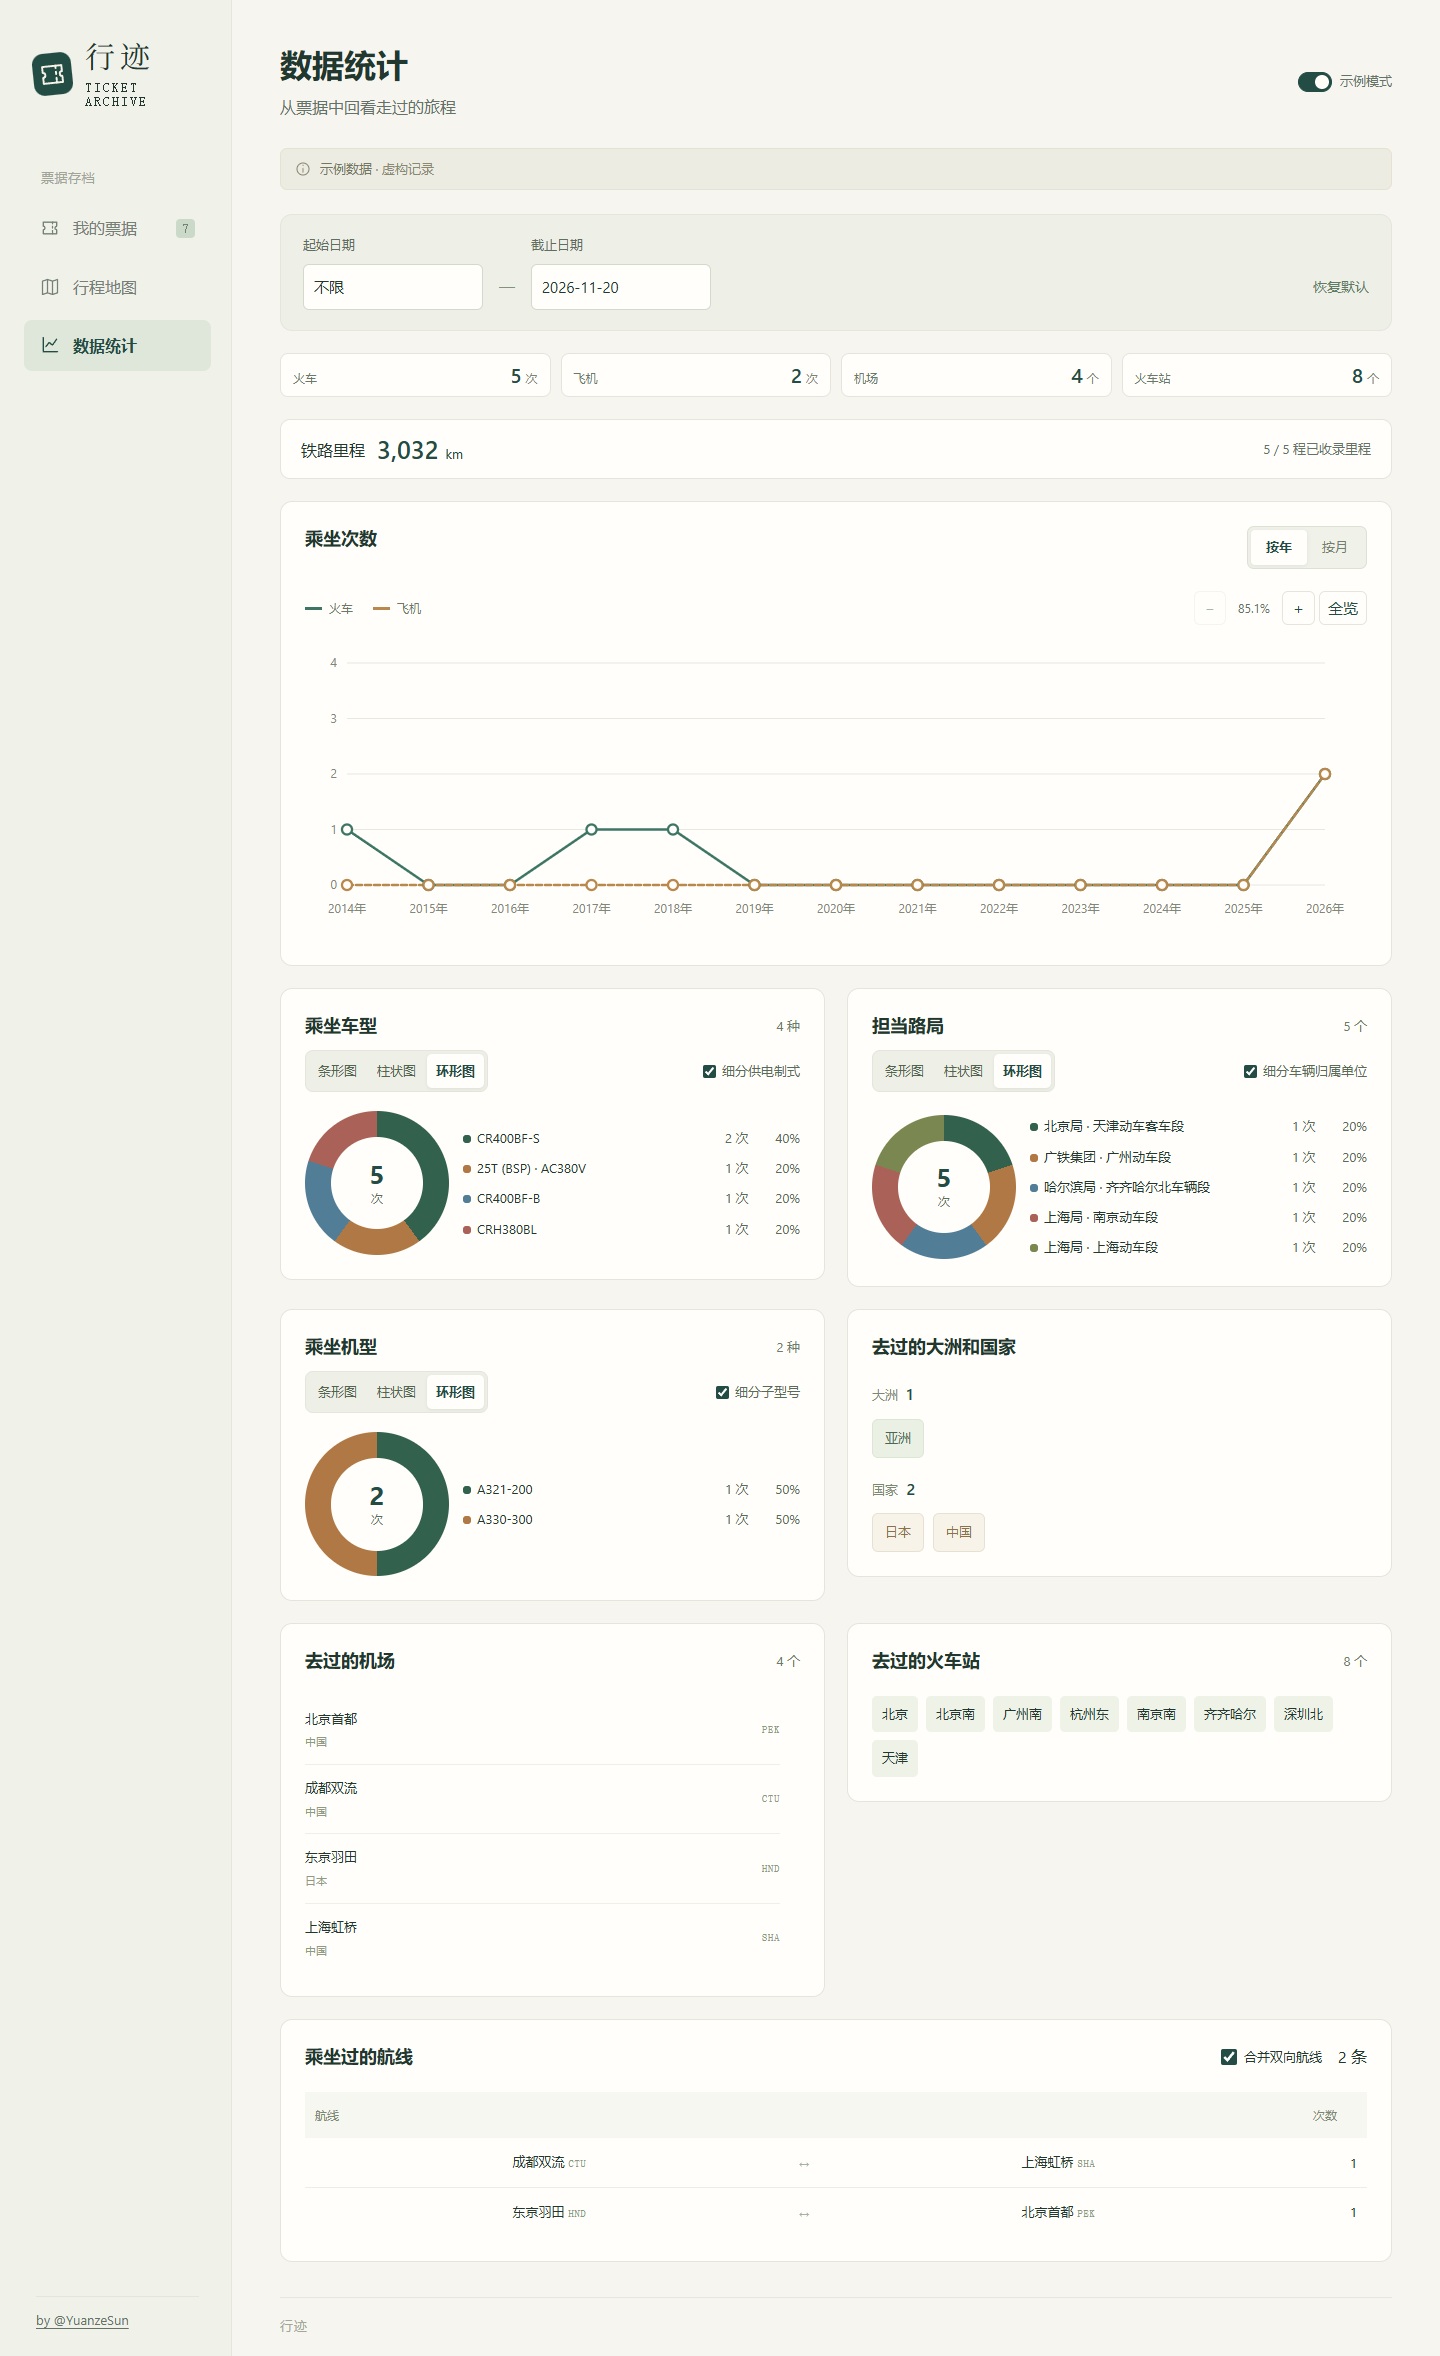 行迹
TICKET
ARCHIVE
票据存档
我的票据 7
行程地图
数据统计
by @YuanzeSun
数据统计
从票据中回看走过的旅程
示例模式
示例数据 · 虚构记录
起始日期 截止日期
不限 — 2026-11-20 恢复默认
火车 5 次 飞机 2 次 机场 4 个 火车站 8 个
铁路里程 3,032 km 5 / 5 程已收录里程
乘坐次数 按年 按月
火车 飞机 − 85.1% + 全览
4
3
2
1
0
2014年 2015年 2016年 2017年 2018年 2019年 2020年 2021年 2022年 2023年 2024年 2025年 2026年
乘坐车型 4 种
条形图 柱状图 环形图 细分供电制式
5
次
CR400BF-S 2 次 40%
25T (BSP) · AC380V 1 次 20%
CR400BF-B 1 次 20%
CRH380BL 1 次 20%
担当路局 5 个
条形图 柱状图 环形图 细分车辆归属单位
5
次
北京局 · 天津动车客车段 1 次 20%
广铁集团 · 广州动车段 1 次 20%
哈尔滨局 · 齐齐哈尔北车辆段 1 次 20%
上海局 · 南京动车段 1 次 20%
上海局 · 上海动车段 1 次 20%
乘坐机型 2 种
条形图 柱状图 环形图 细分子型号
2
次
A321-200 1 次 50%
A330-300 1 次 50%
去过的大洲和国家
大洲 1
亚洲
国家 2
日本 中国
去过的机场 4 个
北京首都
中国 PEK
成都双流
中国 CTU
东京羽田
日本 HND
上海虹桥
中国 SHA
去过的火车站 8 个
北京 北京南 广州南 杭州东 南京南 齐齐哈尔 深圳北
天津
乘坐过的航线 合并双向航线 2 条
航线 次数
成都双流 CTU ↔ 上海虹桥 SHA 1
东京羽田 HND ↔ 北京首都 PEK 1
行迹